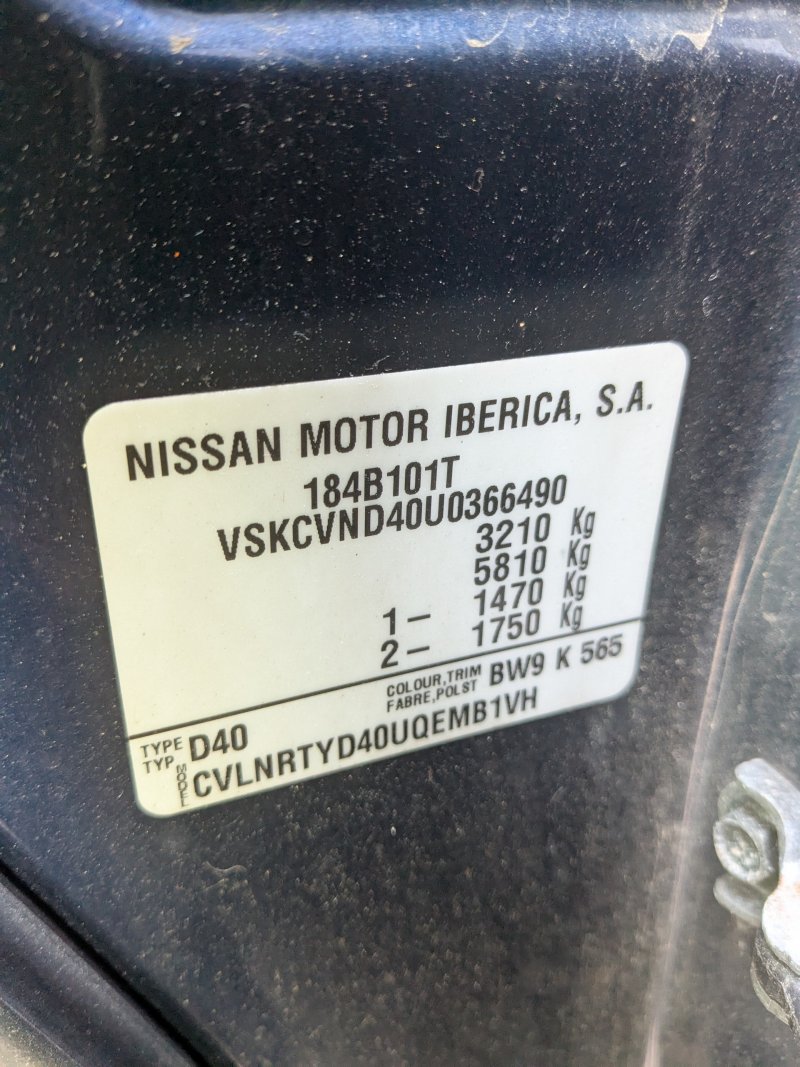 NISSAN MOTOR IBERICA, S.A.
184B101T
VSKCVND40U0366490
3210 Kg
5810 Kg
1- 1470 Kg
2- 1750 Kg
COLOUR,TRIM BW9 K 565
FABRE,POLST
TYPE D40
TYP
MODEL CVLNRTYD40UQEMB1VH